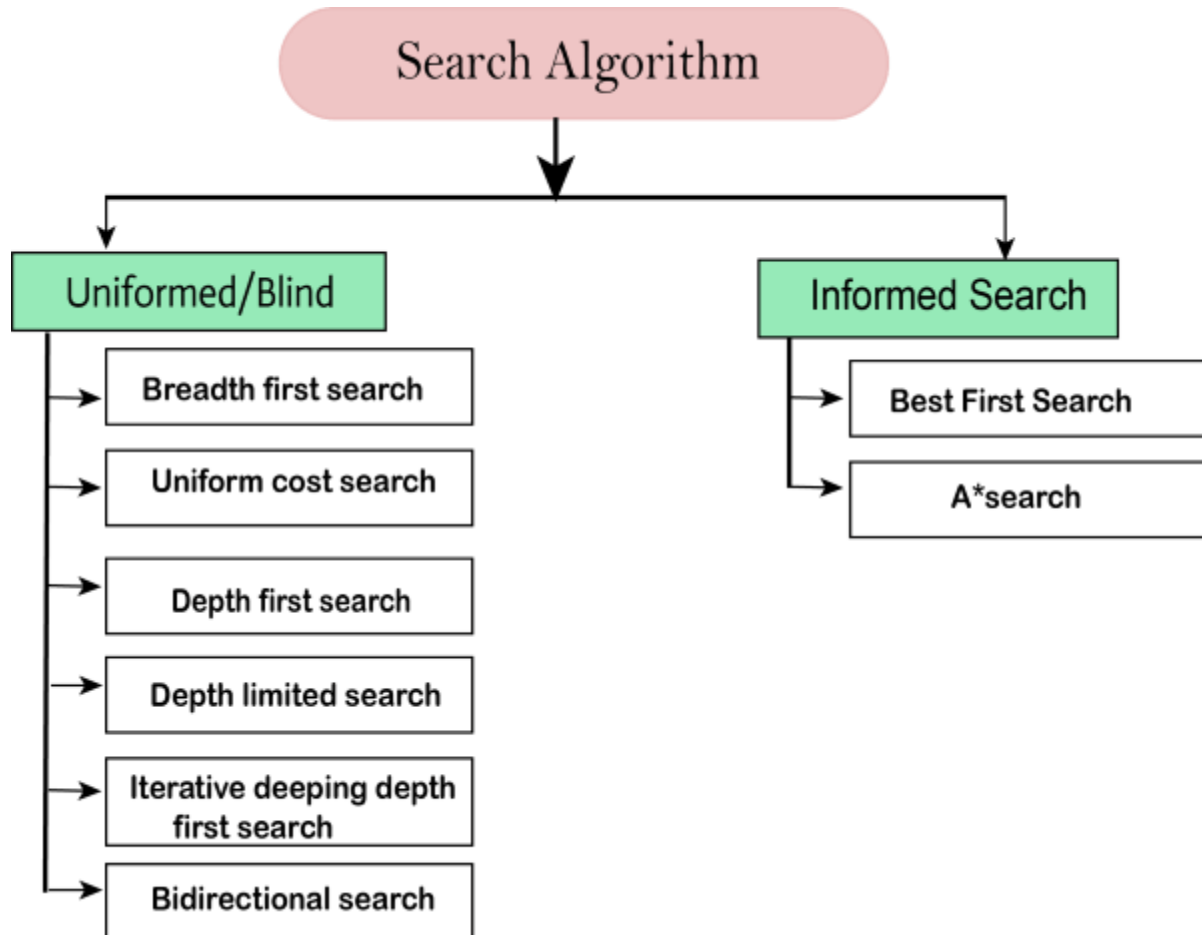 Search Algorithm
Uniformed/Blind
Breadth first search
Uniform cost search
Depth first search
Depth limited search
Iterative deeping depth
first search
Bidirectional search
Informed Search
Best First Search
A*search